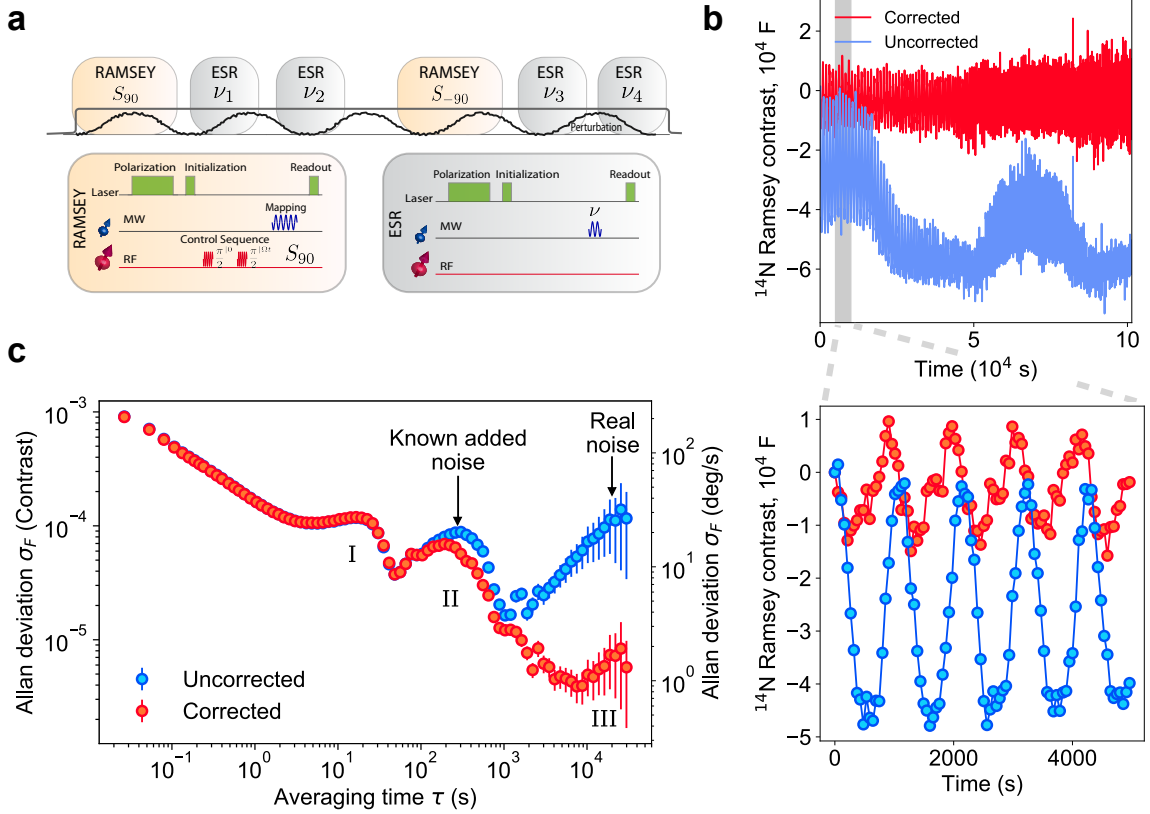 a
RAMSEY
S₉₀
ESR
ν₁
ESR
ν₂
RAMSEY
S₋₉₀
ESR
ν₃
ESR
ν₄
Perturbation
RAMSEY
Polarization
Initialization
Readout
Laser
Mapping
MW
Control Sequence
π/2|⁰
π/2|^Ωt
S₉₀
RF
ESR
Polarization
Initialization
Readout
Laser
ν
MW
RF
b
Corrected
Uncorrected
¹⁴N Ramsey contrast, 10⁴ F
2
0
−2
−4
−6
0
5
10
Time (10⁴ s)
¹⁴N Ramsey contrast, 10⁴ F
1
0
−1
−2
−3
−4
−5
0
2000
4000
Time (s)
c
Allan deviation σ_F (Contrast)
10⁻³
10⁻⁴
10⁻⁵
Known added
noise
Real
noise
I
II
III
Uncorrected
Corrected
10²
10¹
10⁰
Allan deviation σ_F (deg/s)
10⁻¹
10⁰
10¹
10²
10³
10⁴
Averaging time τ (s)